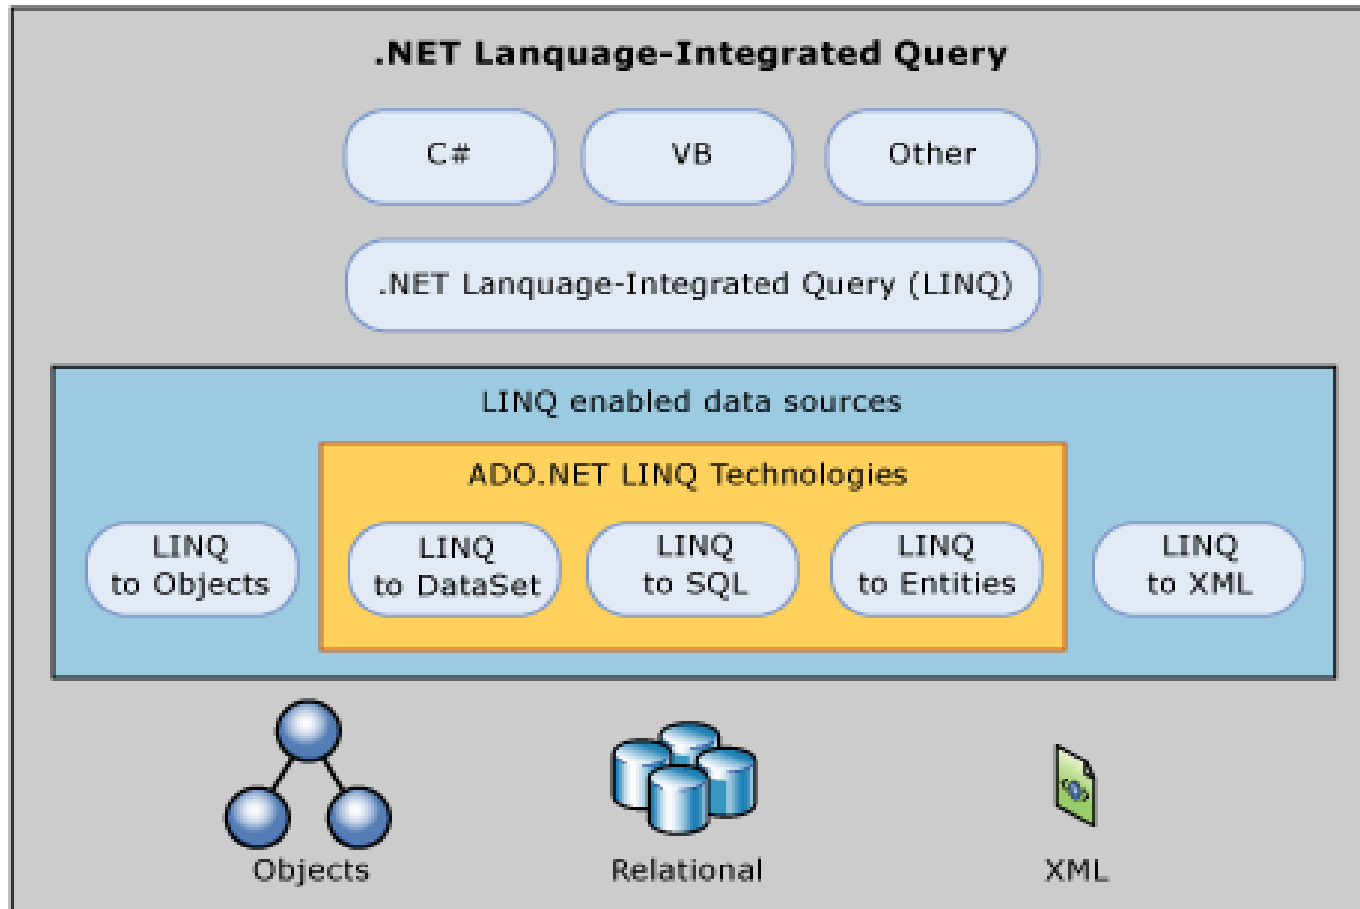 .NET Lanquage-Integrated Query
C#
VB
Other
.NET Lanquage-Integrated Query (LINQ)
LINQ enabled data sources
ADO.NET LINQ Technologies
LINQ
to Objects
LINQ
to DataSet
LINQ
to SQL
LINQ
to Entities
LINQ
to XML
Objects
Relational
XML